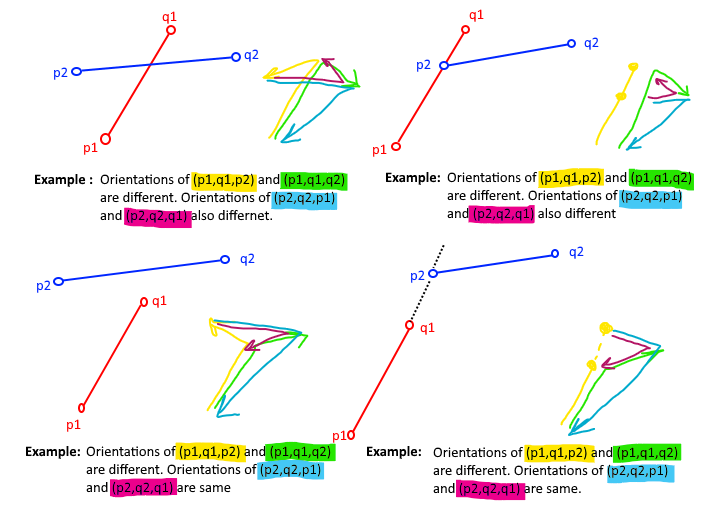 q1
p2
q2
p1
Example : Orientations of (p1,q1,p2) and (p1,q1,q2)
are different. Orientations of (p2,q2,p1)
and (p2,q2,q1) also differnet.
q1
p2
q2
p1
Example: Orientations of (p1,q1,p2) and (p1,q1,q2)
are different. Orientations of (p2,q2,p1)
and (p2,q2,q1) also different
q2
p2
q1
p1
Example: Orientations of (p1,q1,p2) and (p1,q1,q2)
are different. Orientations of (p2,q2,p1)
and (p2,q2,q1) are same
q2
p2
q1
p1
Example: Orientations of (p1,q1,p2) and (p1,q1,q2)
are different. Orientations of (p2,q2,p1)
and (p2,q2,q1) are same.